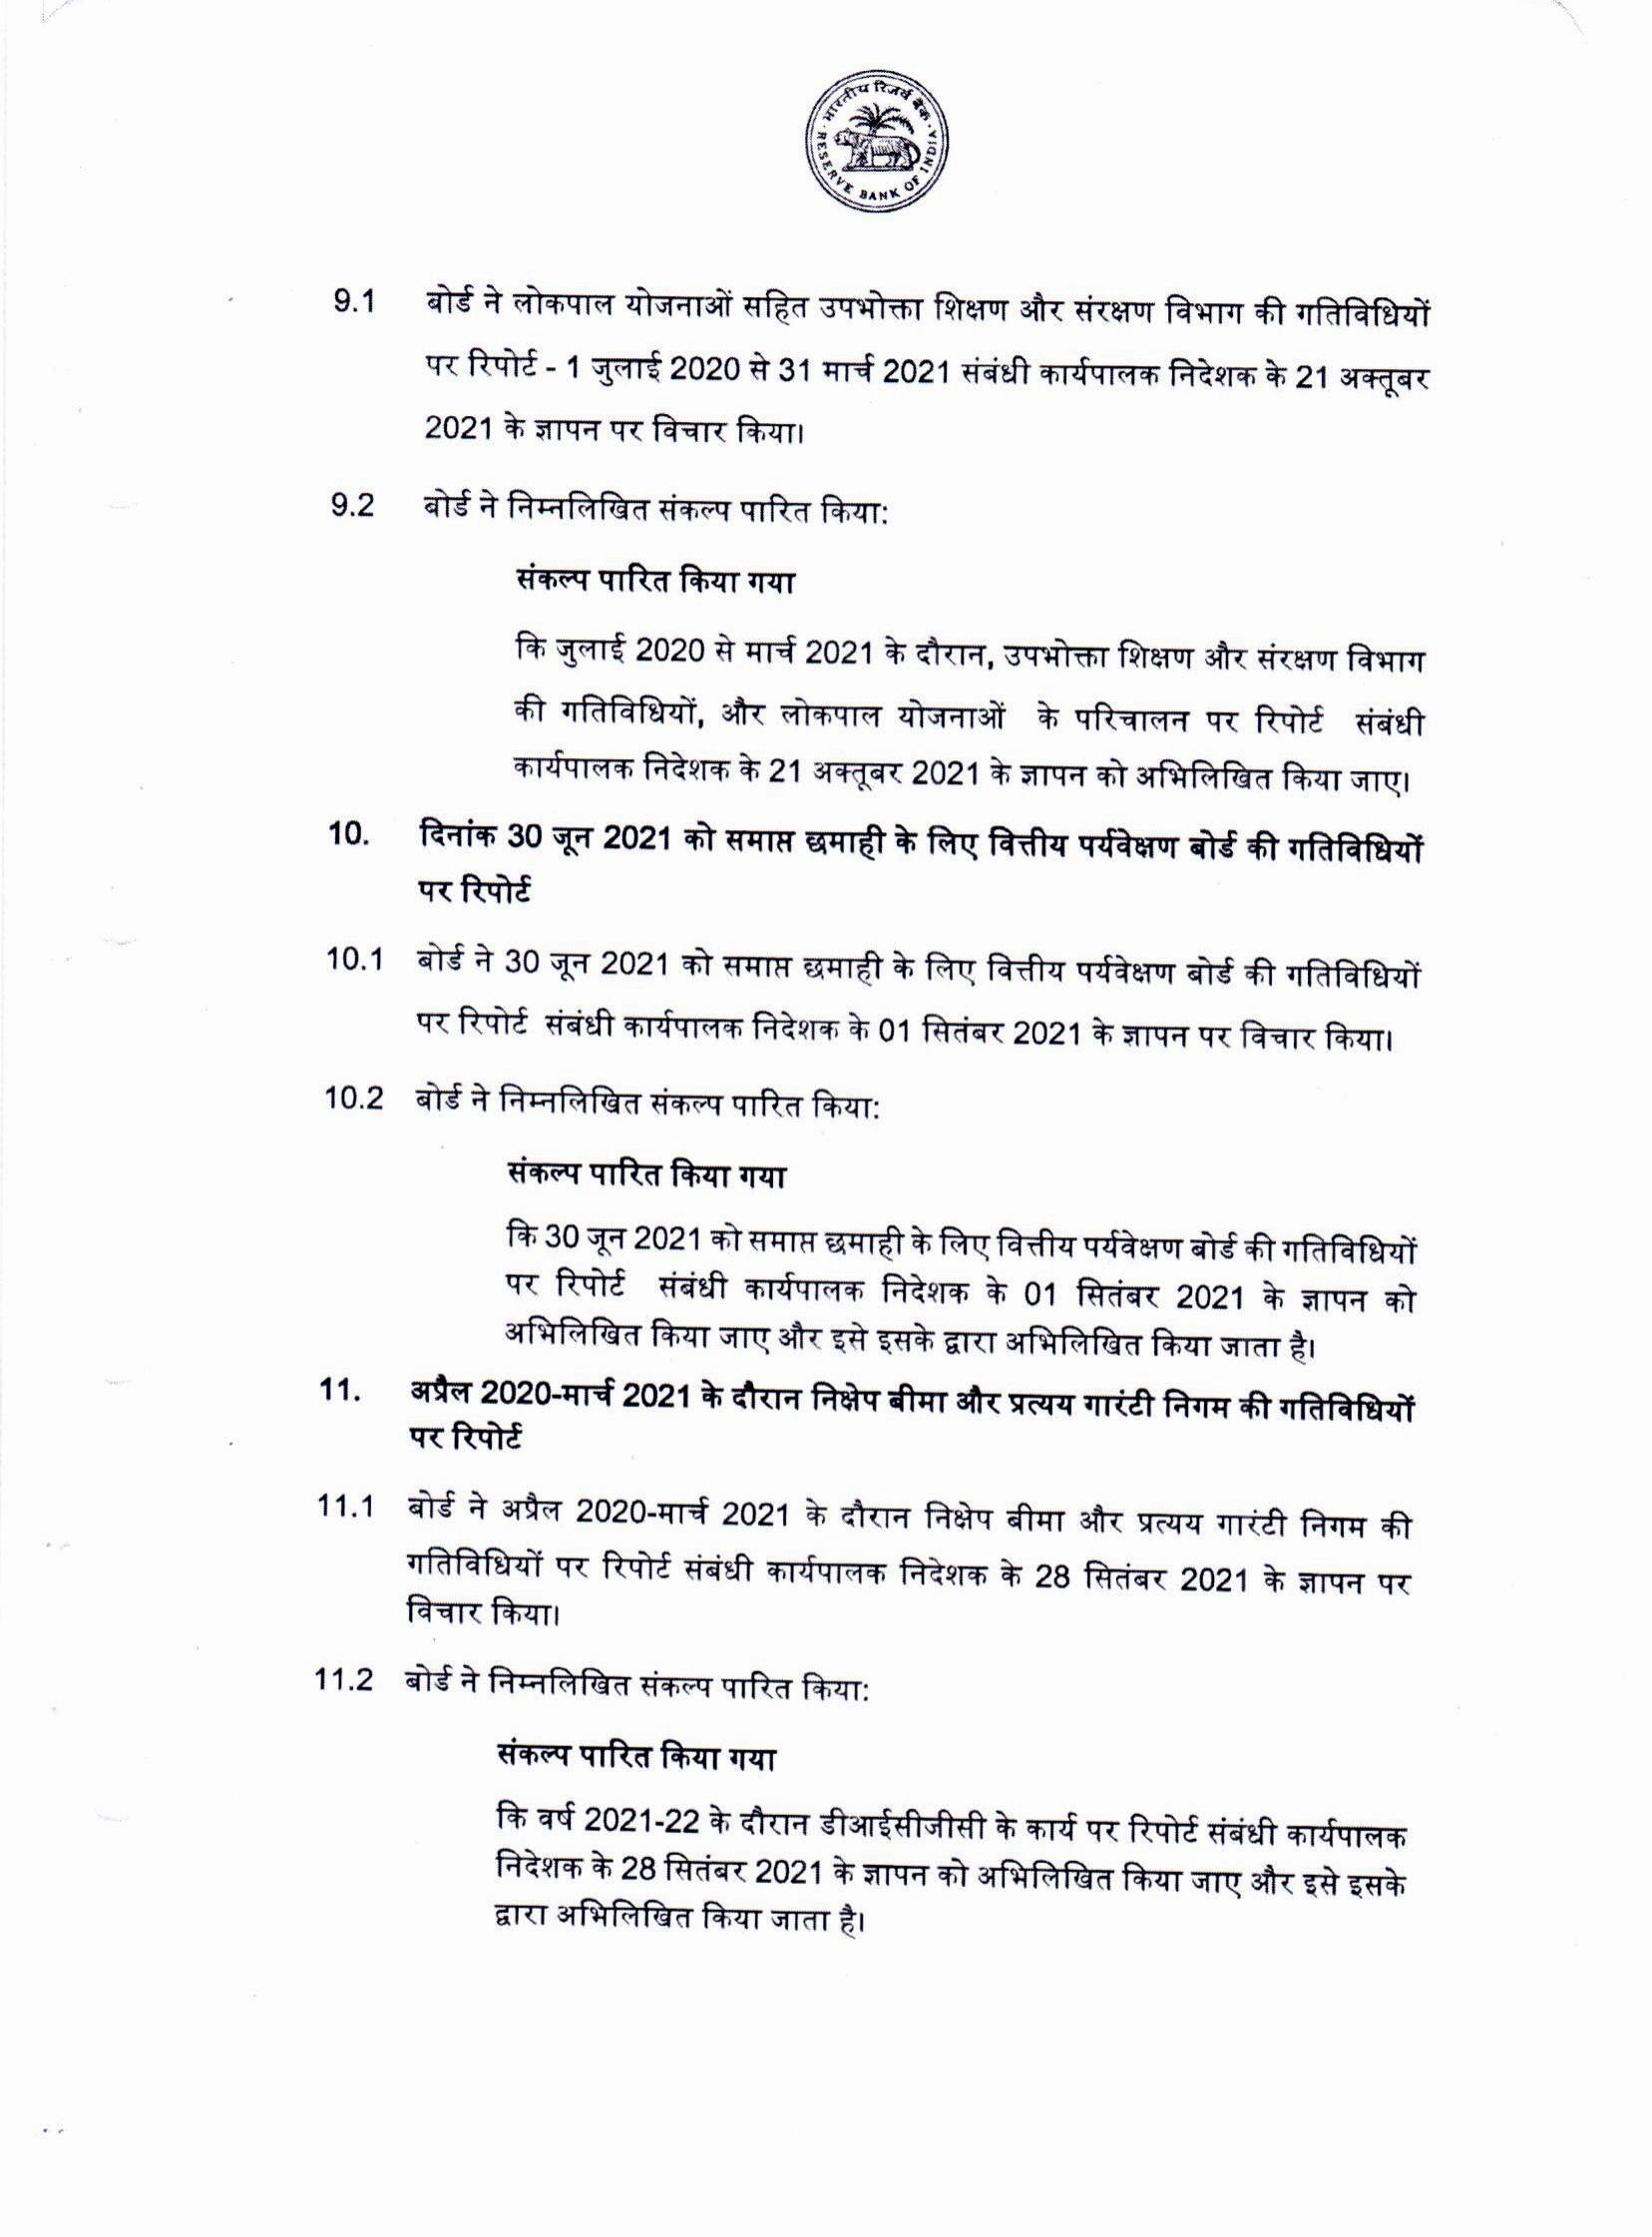 भारतीय रिज़र्व बैंक
RESERVE BANK OF INDIA
9.1 बोर्ड ने लोकपाल योजनाओं सहित उपभोक्ता शिक्षण और संरक्षण विभाग की गतिविधियों
पर रिपोर्ट - 1 जुलाई 2020 से 31 मार्च 2021 संबंधी कार्यपालक निदेशक के 21 अक्तूबर
2021 के ज्ञापन पर विचार किया।
9.2 बोर्ड ने निम्नलिखित संकल्प पारित किया:
संकल्प पारित किया गया
कि जुलाई 2020 से मार्च 2021 के दौरान, उपभोक्ता शिक्षण और संरक्षण विभाग
की गतिविधियों, और लोकपाल योजनाओं के परिचालन पर रिपोर्ट संबंधी
कार्यपालक निदेशक के 21 अक्तूबर 2021 के ज्ञापन को अभिलिखित किया जाए।
10. दिनांक 30 जून 2021 को समाप्त छमाही के लिए वित्तीय पर्यवेक्षण बोर्ड की गतिविधियों
पर रिपोर्ट
10.1 बोर्ड ने 30 जून 2021 को समाप्त छमाही के लिए वित्तीय पर्यवेक्षण बोर्ड की गतिविधियों
पर रिपोर्ट संबंधी कार्यपालक निदेशक के 01 सितंबर 2021 के ज्ञापन पर विचार किया।
10.2 बोर्ड ने निम्नलिखित संकल्प पारित किया:
संकल्प पारित किया गया
कि 30 जून 2021 को समाप्त छमाही के लिए वित्तीय पर्यवेक्षण बोर्ड की गतिविधियों
पर रिपोर्ट संबंधी कार्यपालक निदेशक के 01 सितंबर 2021 के ज्ञापन को
अभिलिखित किया जाए और इसे इसके द्वारा अभिलिखित किया जाता है।
11. अप्रैल 2020-मार्च 2021 के दौरान निक्षेप बीमा और प्रत्यय गारंटी निगम की गतिविधियों
पर रिपोर्ट
11.1 बोर्ड ने अप्रैल 2020-मार्च 2021 के दौरान निक्षेप बीमा और प्रत्यय गारंटी निगम की
गतिविधियों पर रिपोर्ट संबंधी कार्यपालक निदेशक के 28 सितंबर 2021 के ज्ञापन पर
विचार किया।
11.2 बोर्ड ने निम्नलिखित संकल्प पारित किया:
संकल्प पारित किया गया
कि वर्ष 2021-22 के दौरान डीआईसीजीसी के कार्य पर रिपोर्ट संबंधी कार्यपालक
निदेशक के 28 सितंबर 2021 के ज्ञापन को अभिलिखित किया जाए और इसे इसके
द्वारा अभिलिखित किया जाता है।